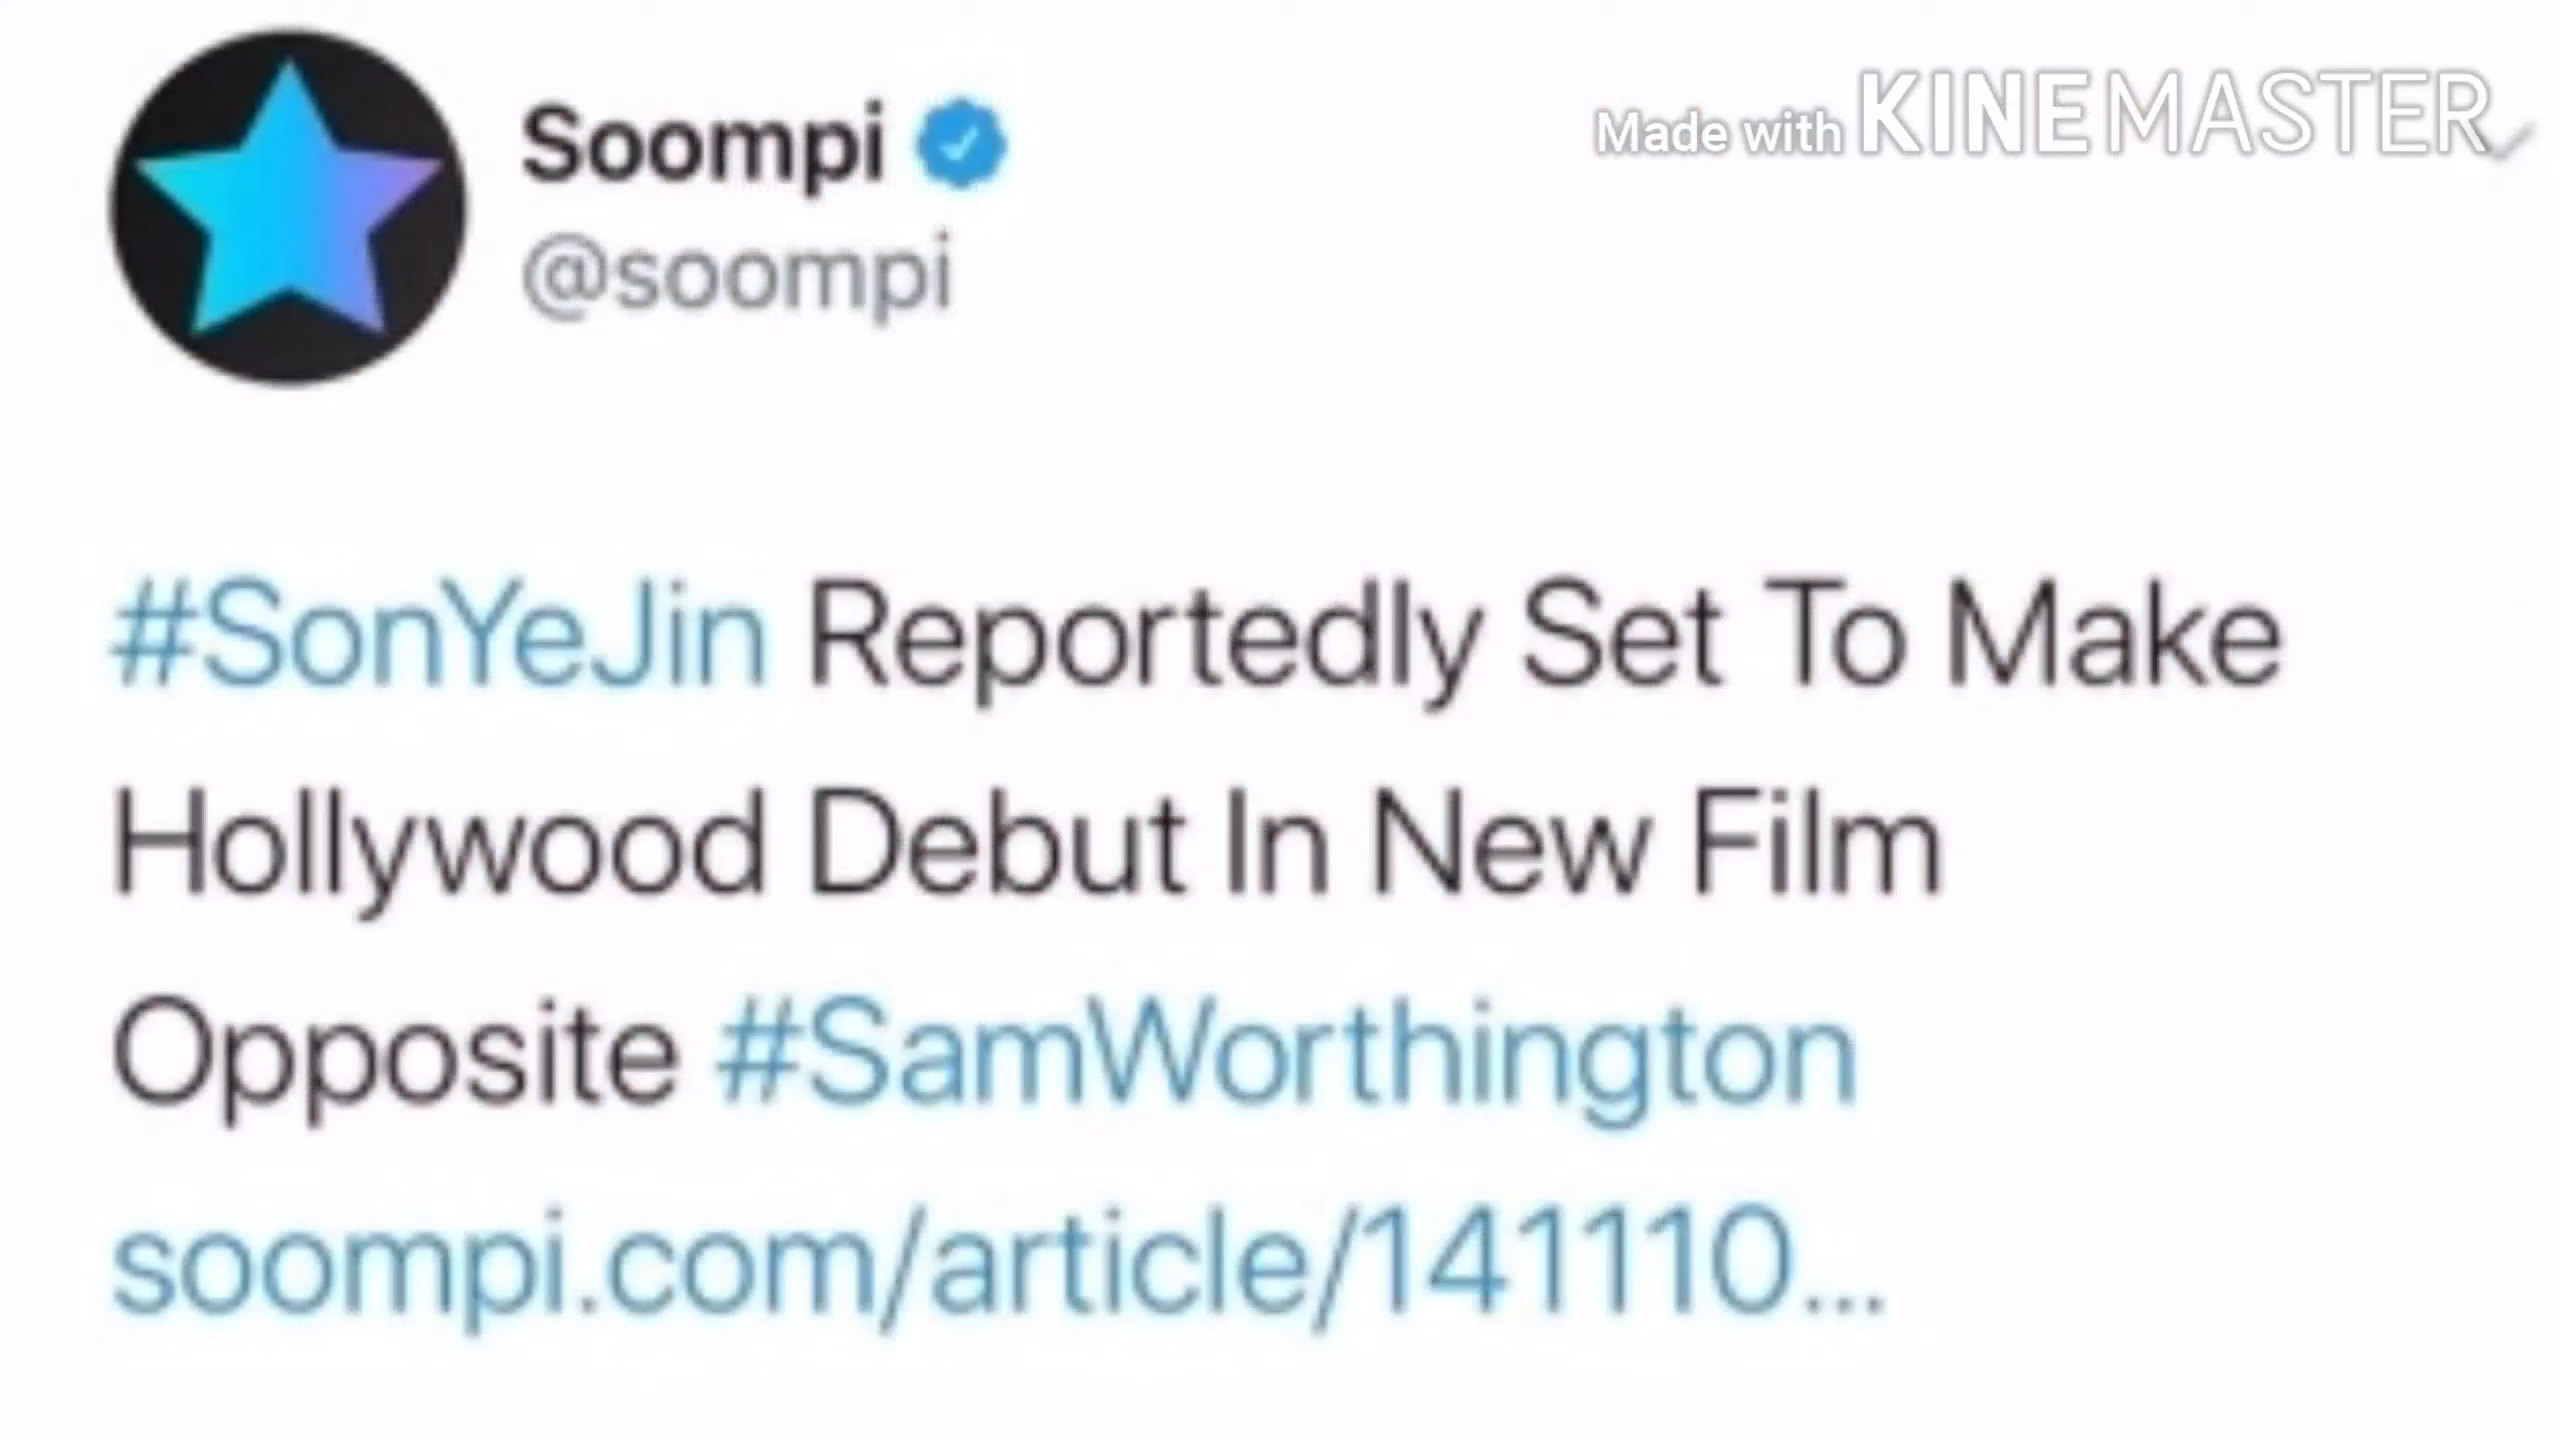 Soompi
Made with KINEMASTER
@soompi
#SonYeJin Reportedly Set To Make
Hollywood Debut In New Film
Opposite #SamWorthington
soompi.com/article/141110...